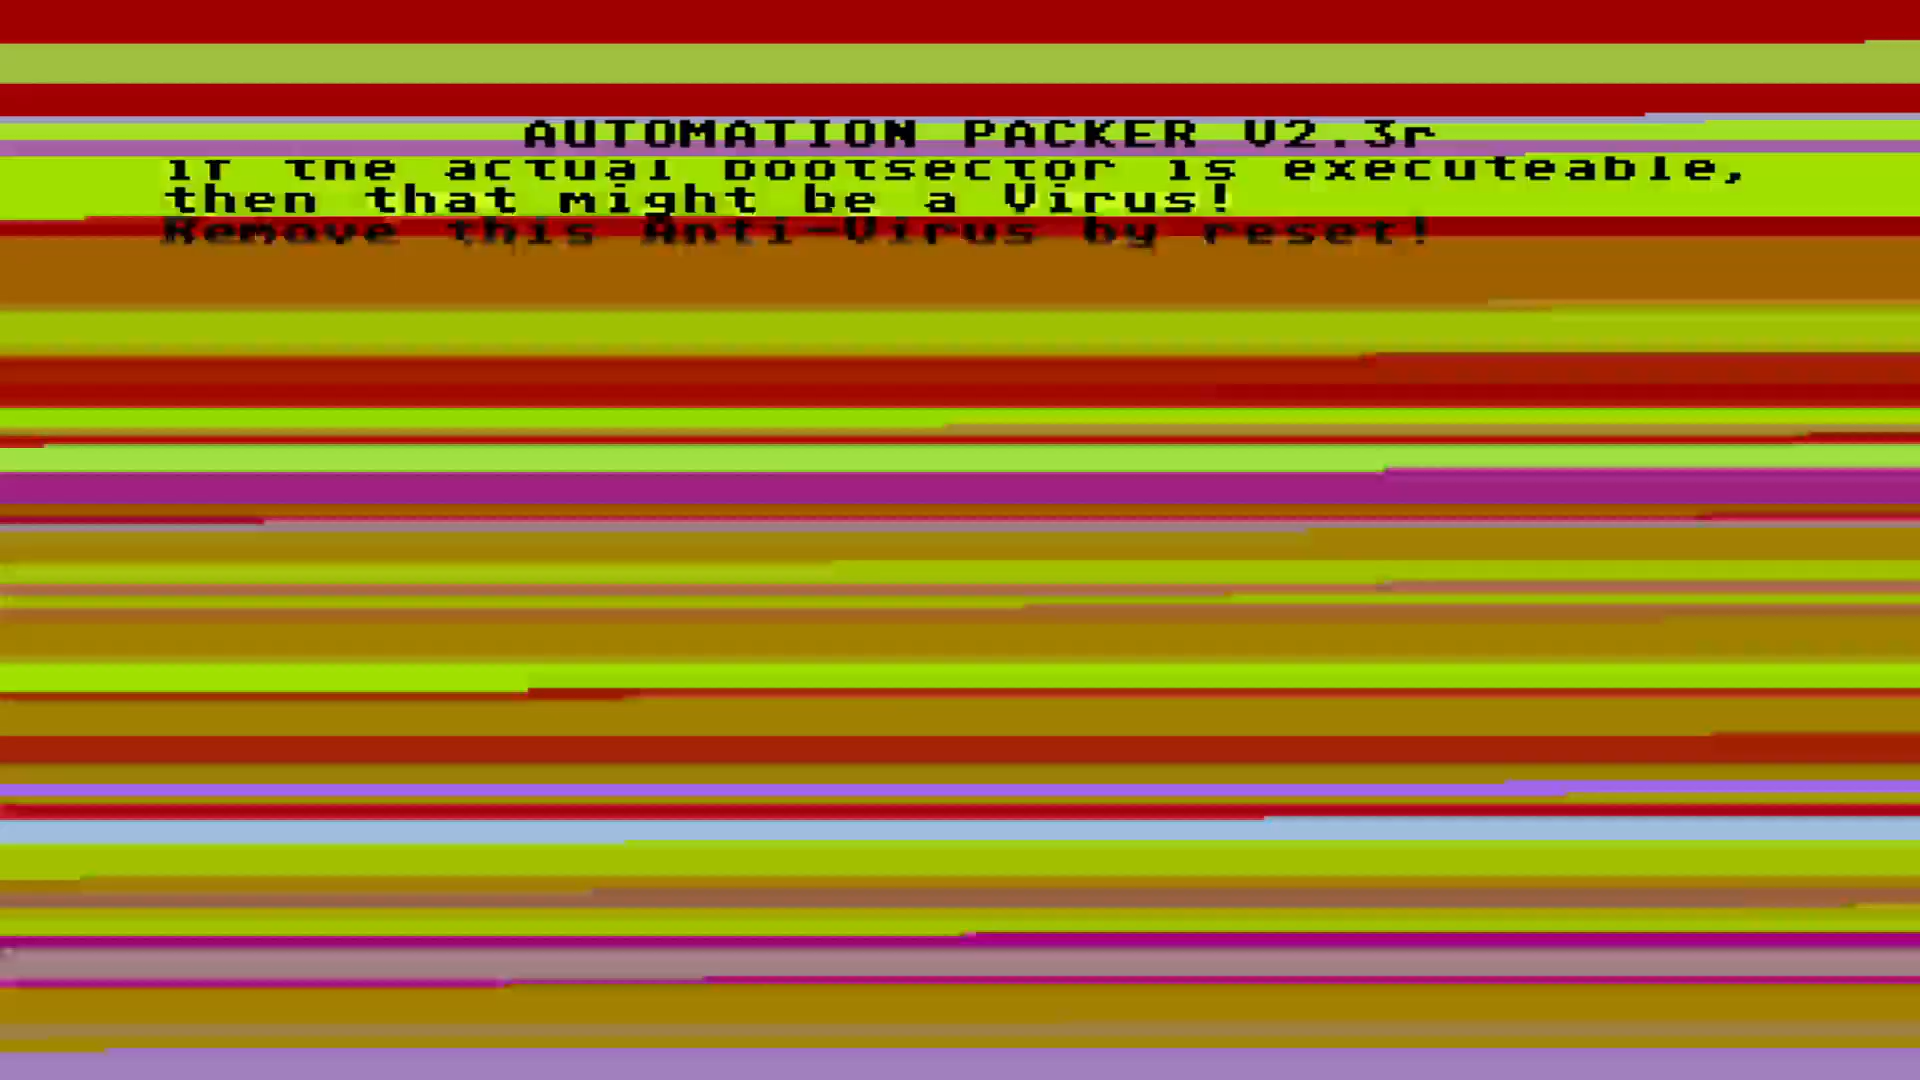 AUTOMATION PACKER V2.3r
if the actual bootsector is executeable,
then that might be a Virus!
Remove this Anti-Virus by reset!